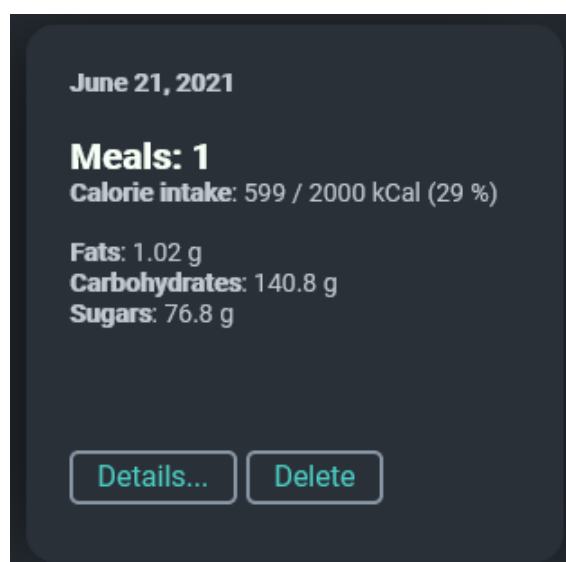 June 21, 2021
Meals: 1
Calorie intake: 599 / 2000 kCal (29 %)
Fats: 1.02 g
Carbohydrates: 140.8 g
Sugars: 76.8 g
Details... Delete